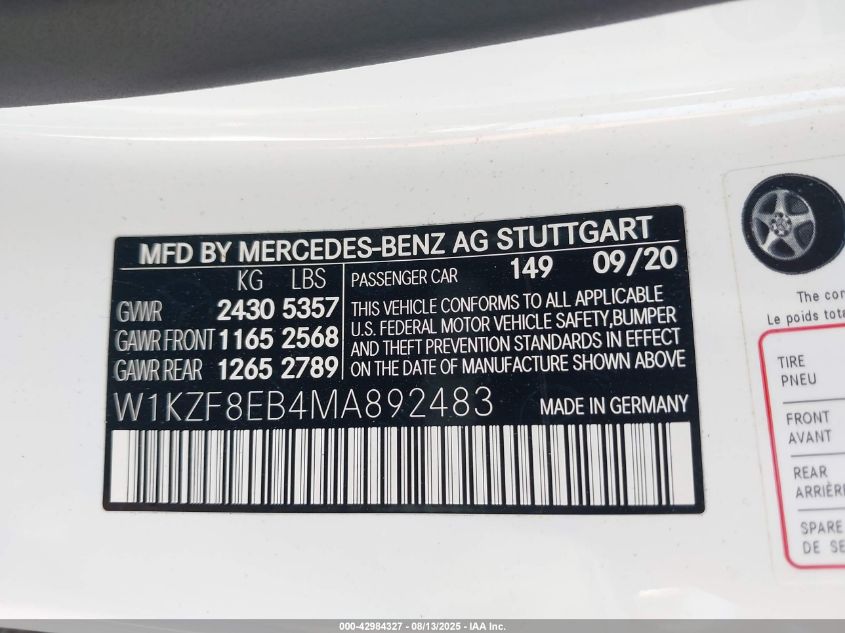 MFD BY MERCEDES-BENZ AG STUTTGART
KG LBS
PASSENGER CAR 149 09/20
GVWR 2430 5357
GAWR FRONT 1165 2568
GAWR REAR 1265 2789
THIS VEHICLE CONFORMS TO ALL APPLICABLE
U.S. FEDERAL MOTOR VEHICLE SAFETY,BUMPER
AND THEFT PREVENTION STANDARDS IN EFFECT
ON THE DATE OF MANUFACTURE SHOWN ABOVE
W1KZF8EB4MA892483 MADE IN GERMANY
The com
Le poids tota
TIRE
PNEU
FRONT
AVANT
REAR
ARRIÈRE
SPARE
DE SE
000-42984327 - 08/13/2025 - IAA Inc.